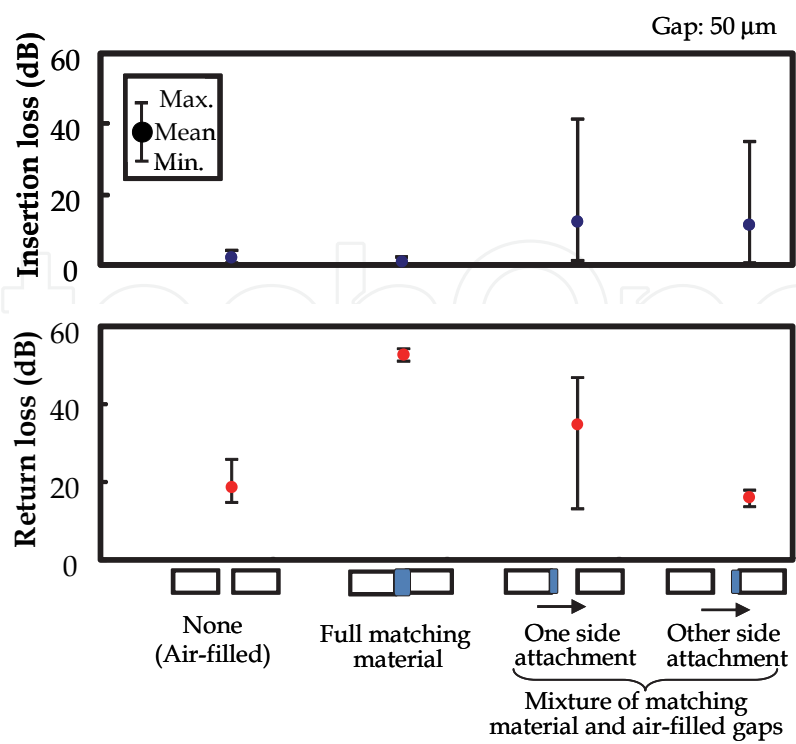 Gap: 50 µm
Insertion loss (dB)
60
40
20
0
Max.
Mean
Min.
Return loss (dB)
60
40
20
0
None
(Air-filled)
Full matching
material
One side
attachment
Other side
attachment
Mixture of matching
material and air-filled gaps